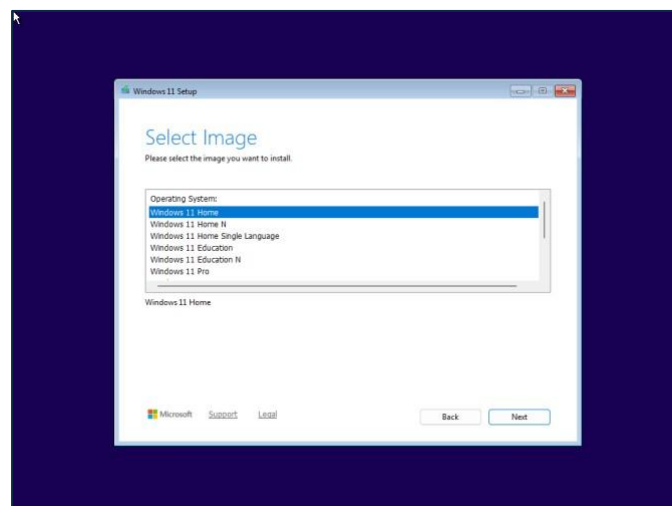 Windows 11 Setup
Select Image
Please select the image you want to install.
Operating System:
Windows 11 Home
Windows 11 Home N
Windows 11 Home Single Language
Windows 11 Education
Windows 11 Education N
Windows 11 Pro
Windows 11 Home
Microsoft Support Legal Back Next